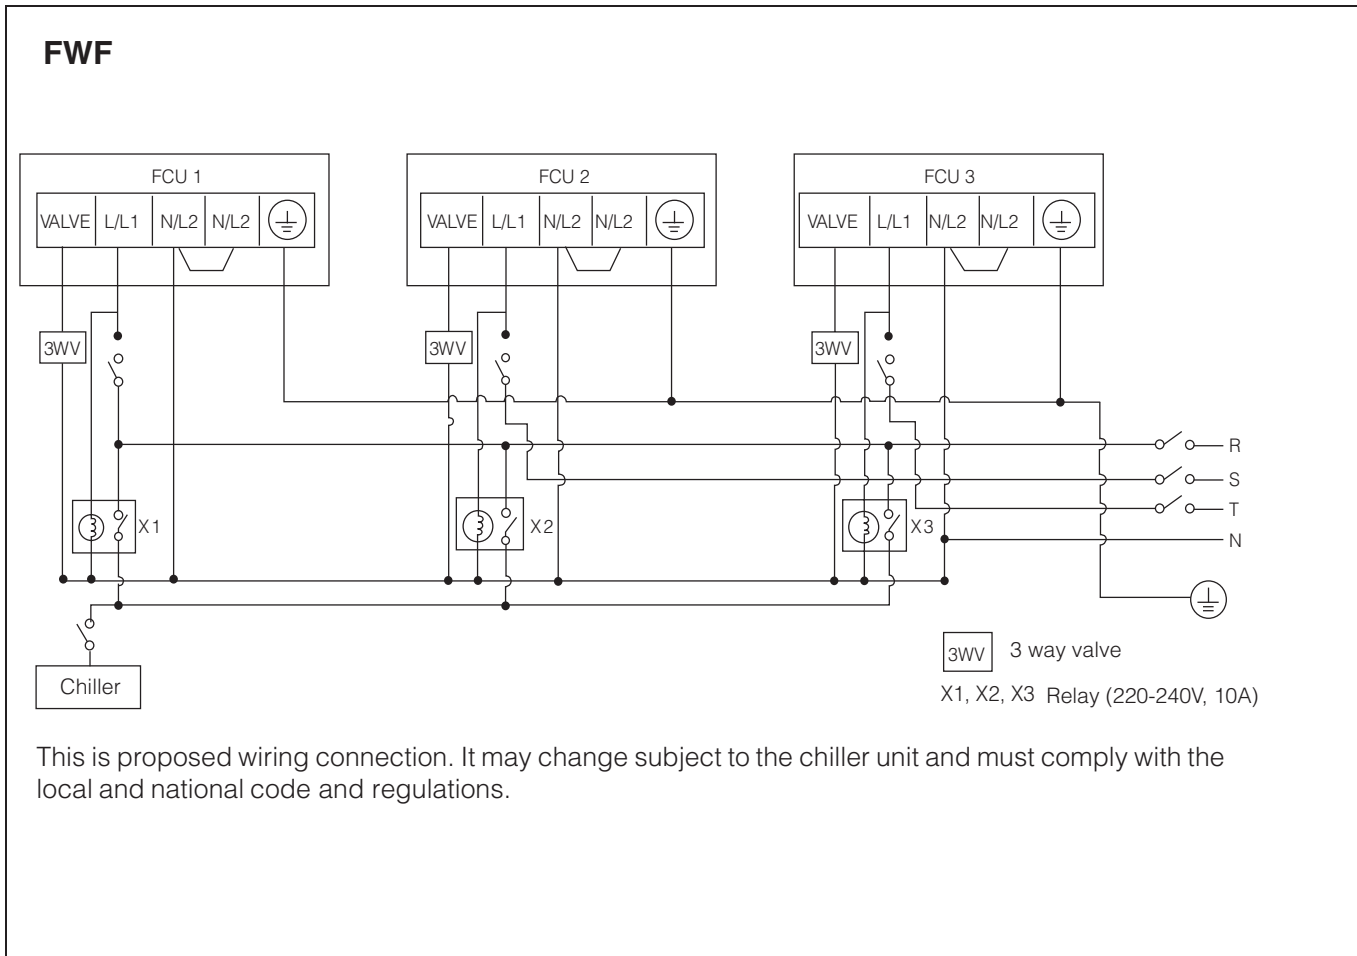 FWF
FCU 1
FCU 2
FCU 3
VALVE L/L1 N/L2 N/L2
VALVE L/L1 N/L2 N/L2
VALVE L/L1 N/L2 N/L2
3WV
3WV
3WV
R
S
T
N
X1
X2
X3
Chiller
3WV 3 way valve
X1, X2, X3 Relay (220-240V, 10A)
This is proposed wiring connection. It may change subject to the chiller unit and must comply with the
local and national code and regulations.